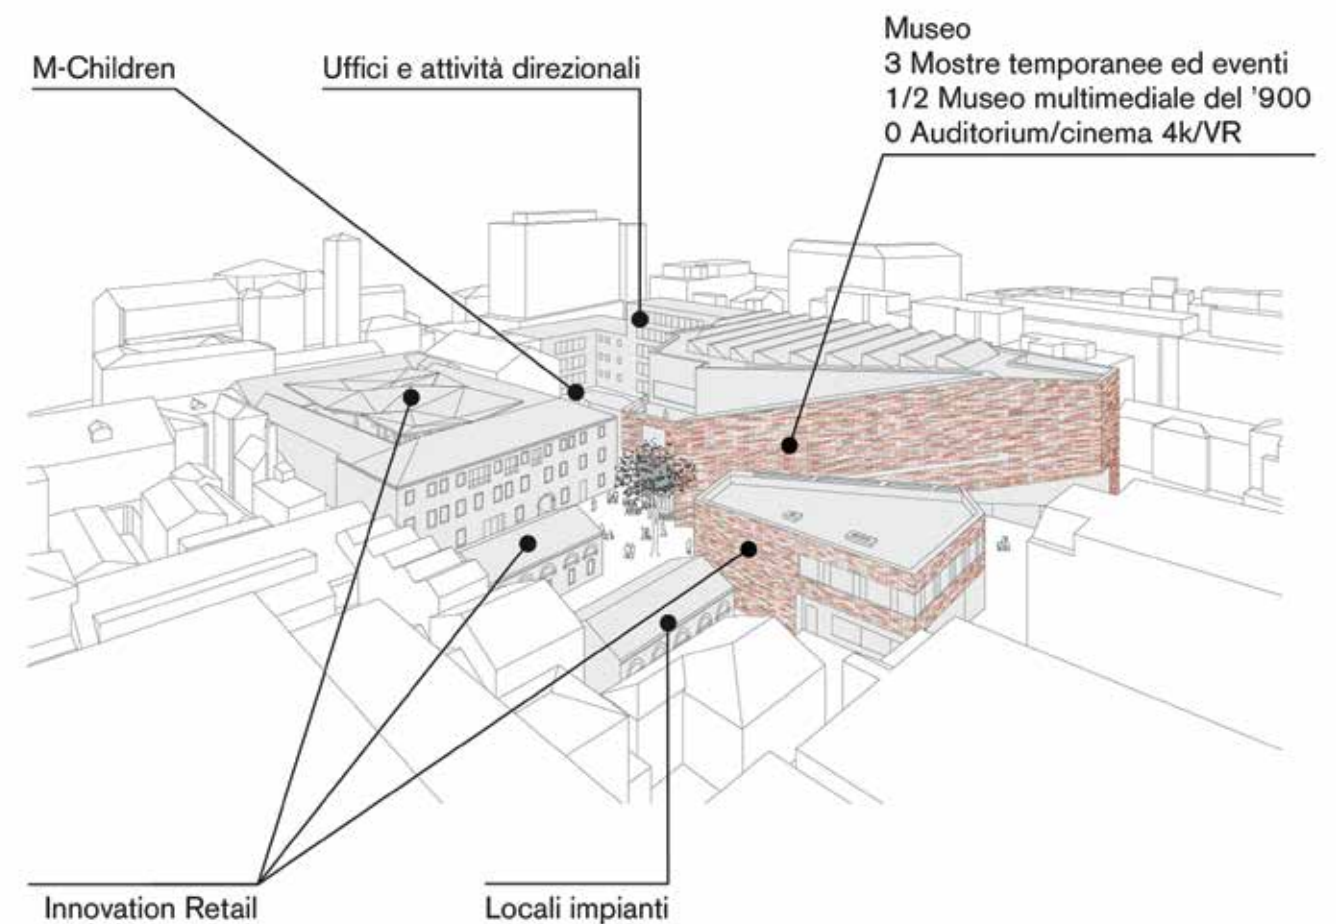 M-Children
Uffici e attività direzionali
Museo
3 Mostre temporanee ed eventi
1/2 Museo multimediale del ’900
0 Auditorium/cinema 4k/VR
Innovation Retail
Locali impianti